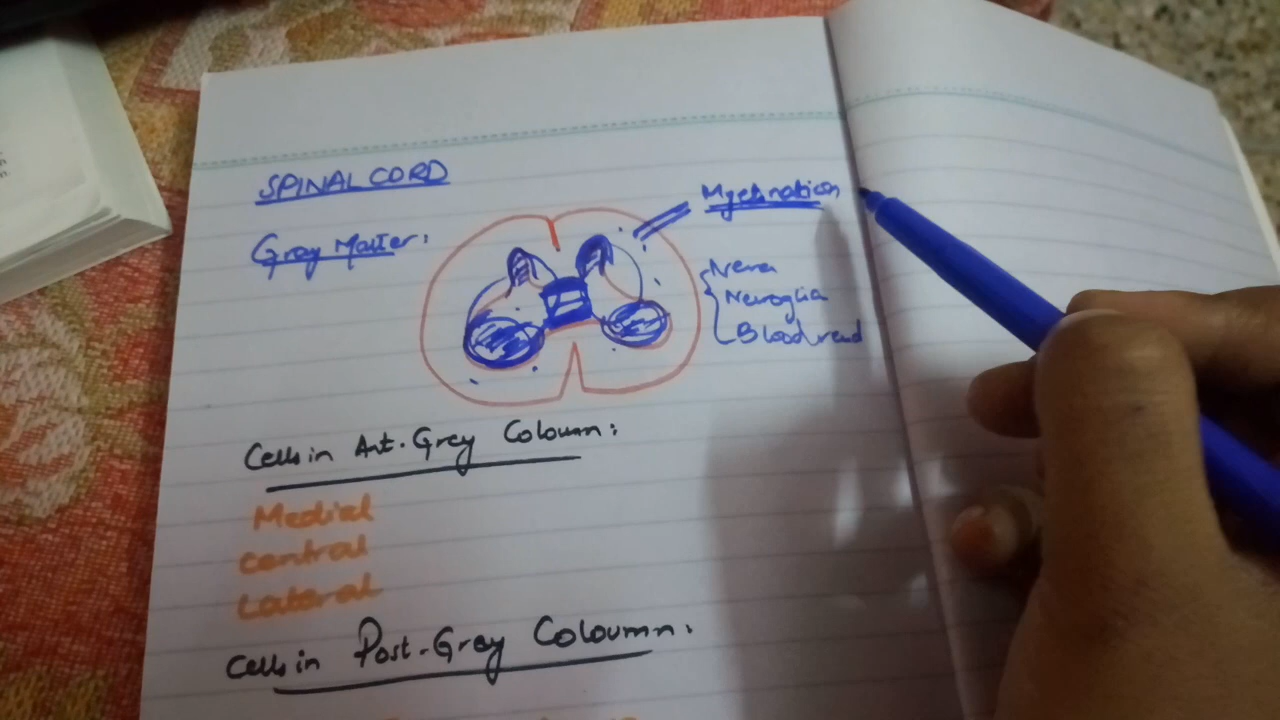 SPINAL CORD
Myelination
Grey Matter:
Nerve
Neuroglia
Blood
Cells in Ant. Grey Coloumn:
Medial
Central
Lateral
Cells in Post. Grey Coloumn: